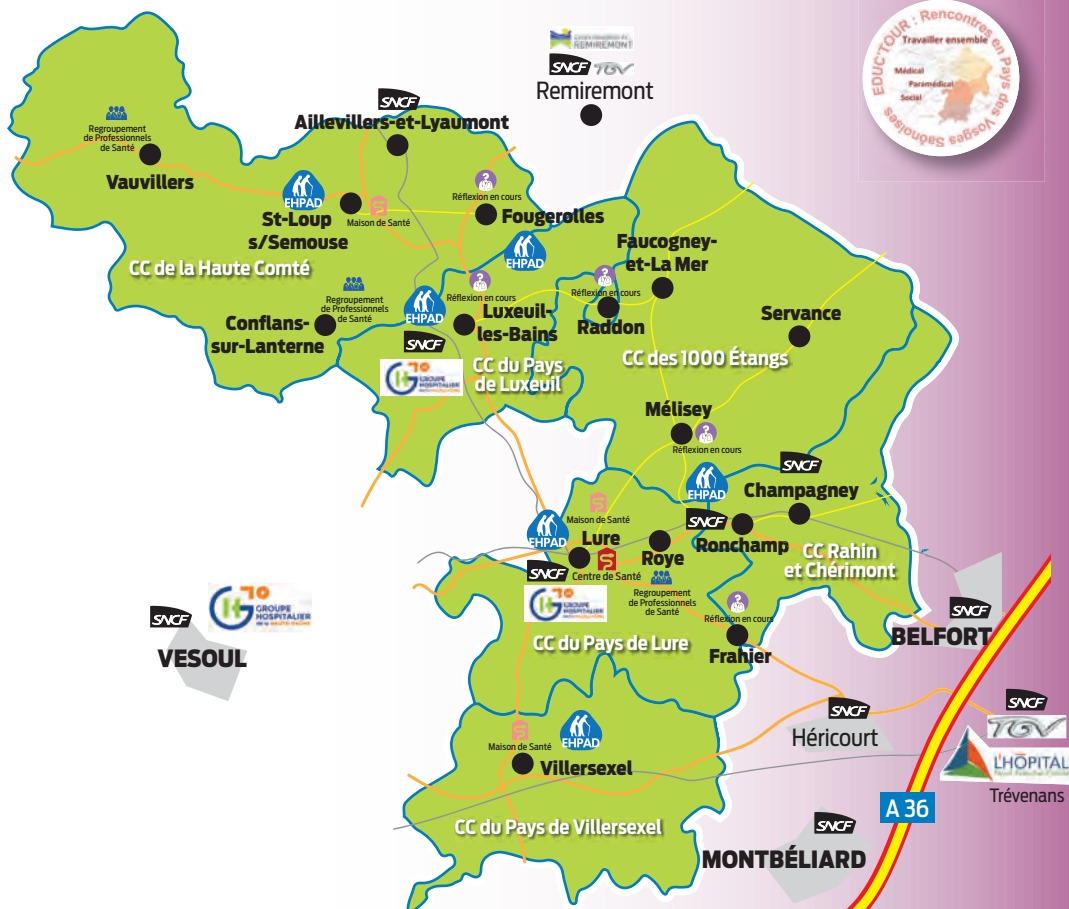 EDUC'TOUR : Rencontres en Pays des Vosges Saônoises
Travailler ensemble
Médical
Paramédical
Social
REMIREMONT
SNCF TGV
Remiremont
SNCF
Aillevillers-et-Lyaumont
Regroupement
de Professionnels
de Santé
Vauvillers
EHPAD
St-Loup
s/Semouse
Maison de Santé
Réflexion en cours
Fougerolles
EHPAD
CC de la Haute Comté
Regroupement
de Professionnels
de Santé
Conflans-
sur-Lanterne
EHPAD
Réflexion en cours
Luxeuil-
les-Bains
SNCF
GH70
GROUPE
HOSPITALIER
CC du Pays
de Luxeuil
Réflexion en cours
Raddon
Faucogney-
et-La Mer
Servance
CC des 1000 Étangs
Mélisey
Réflexion en cours
EHPAD
SNCF
Champagney
SNCF
Ronchamp
CC Rahin
et Chérimont
Maison de Santé
EHPAD
Lure
Centre de Santé
SNCF
GH70
GROUPE
HOSPITALIER
Roye
Regroupement
de Professionnels
de Santé
Réflexion en cours
Frahier
CC du Pays de Lure
SNCF
VESOUL
GH70
GROUPE
HOSPITALIER
de la HAUTE-SAÔNE
SNCF
BELFORT
SNCF
Héricourt
SNCF
TGV
L'HÔPITAL
Trévenans
A 36
Maison de Santé
EHPAD
Villersexel
CC du Pays de Villersexel
SNCF
MONTBÉLIARD